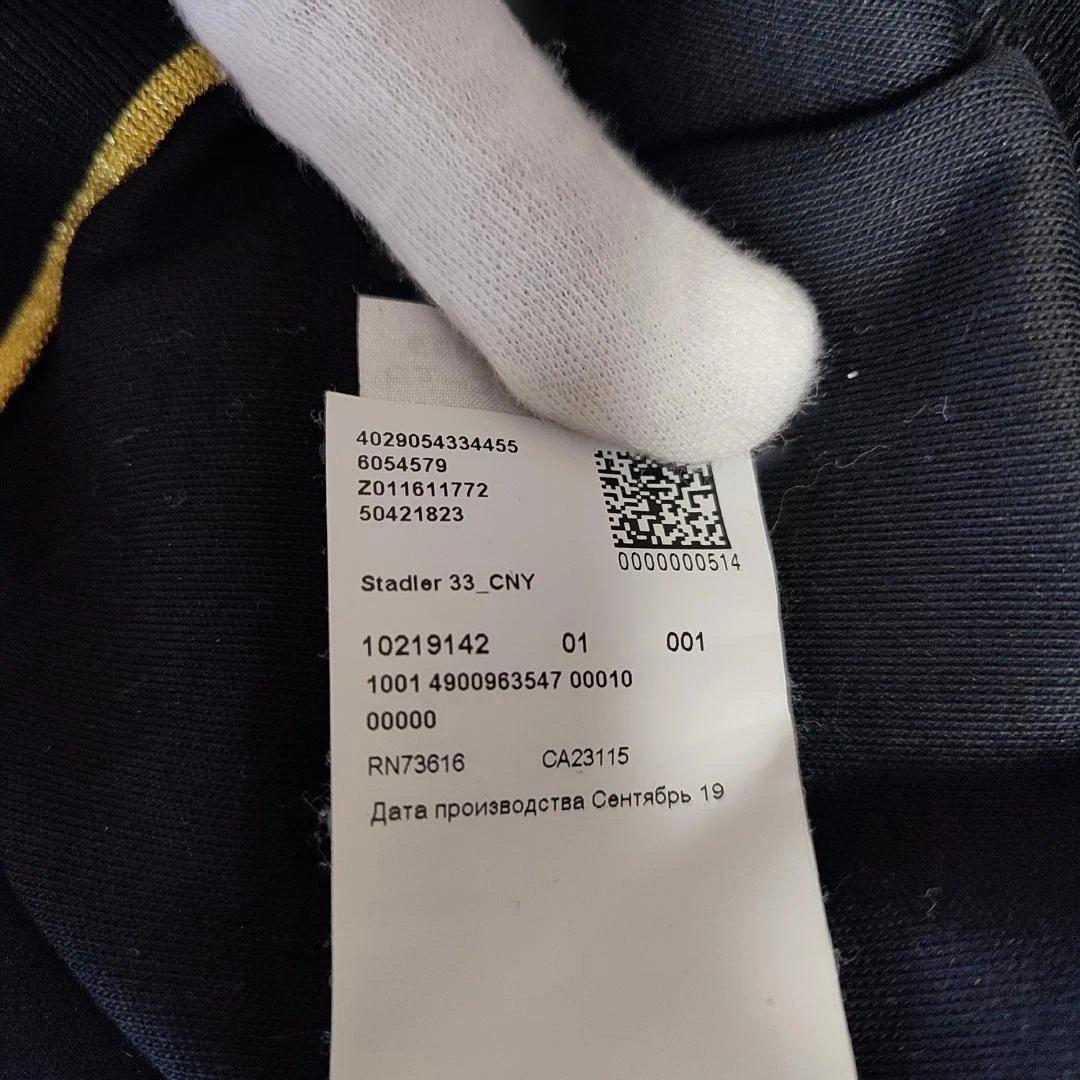 4029054334455
6054579
Z011611772
50421823
0000000514
Stadler 33_CNY
10219142 01 001
1001 4900963547 00010
00000
RN73616 CA23115
Дата производства Сентябрь 19